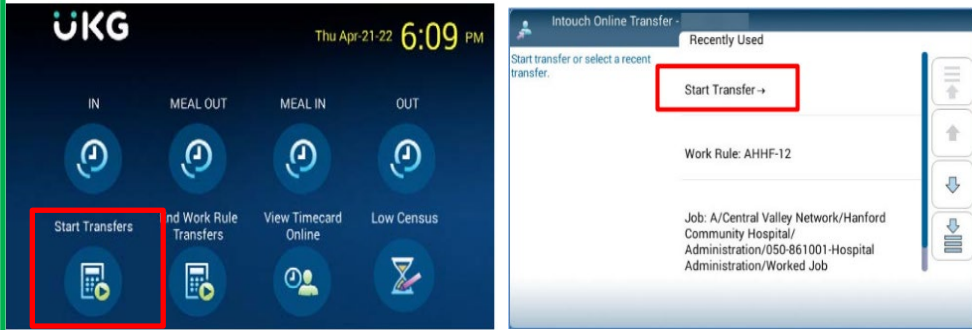 UKG
Thu Apr-21-22 6:09 PM
IN
MEAL OUT
MEAL IN
OUT
Start Transfers
nd Work Rule
Transfers
View Timecard
Online
Low Census
Intouch Online Transfer -
Start transfer or select a recent
transfer.
Recently Used
Start Transfer→
Work Rule: AHHF-12
Job: A/Central Valley Network/Hanford
Community Hospital/
Administration/050-861001-Hospital
Administration/Worked Job